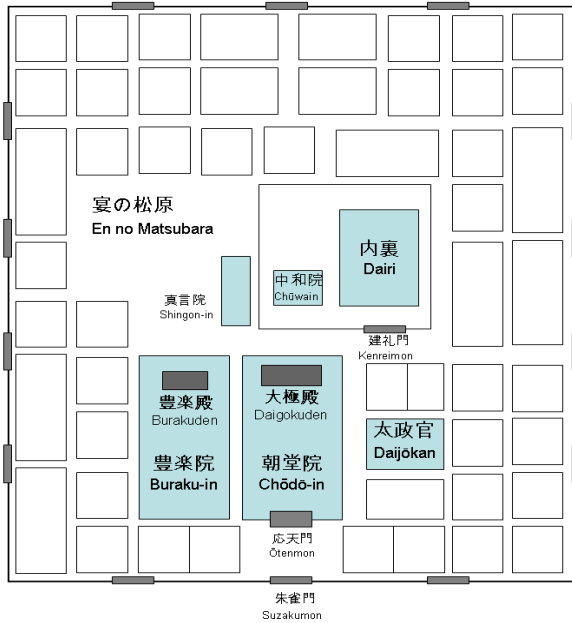 宴の松原
En no Matsubara
内裏
Dairi
中和院
Chūwain
真言院
Shingon-in
建礼門
Kenreimon
豊楽殿
Burakuden
大極殿
Daigokuden
豊楽院
Buraku-in
朝堂院
Chōdō-in
太政官
Daijōkan
応天門
Ōtenmon
朱雀門
Suzakumon